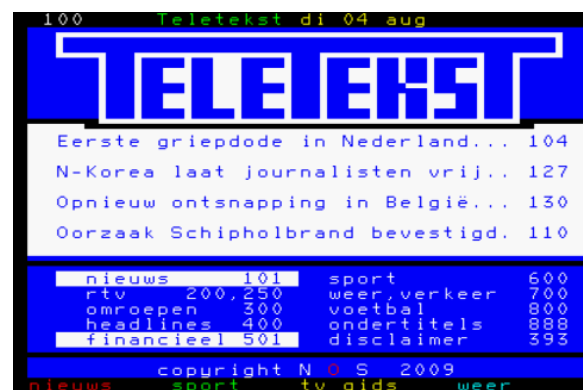 100 Teletekst di 04 aug
TELETEKST
Eerste griepdode in Nederland... 104
N-Korea laat journalisten vrij.. 127
Opnieuw ontsnapping in België... 130
Oorzaak Schipholbrand bevestigd. 110
nieuws 101 sport 600
rtv 200,250 weer,verkeer 700
omroepen 300 voetbal 800
headlines 400 ondertitels 888
financieel 501 disclaimer 393
copyright N O S 2009
nieuws sport tv gids weer